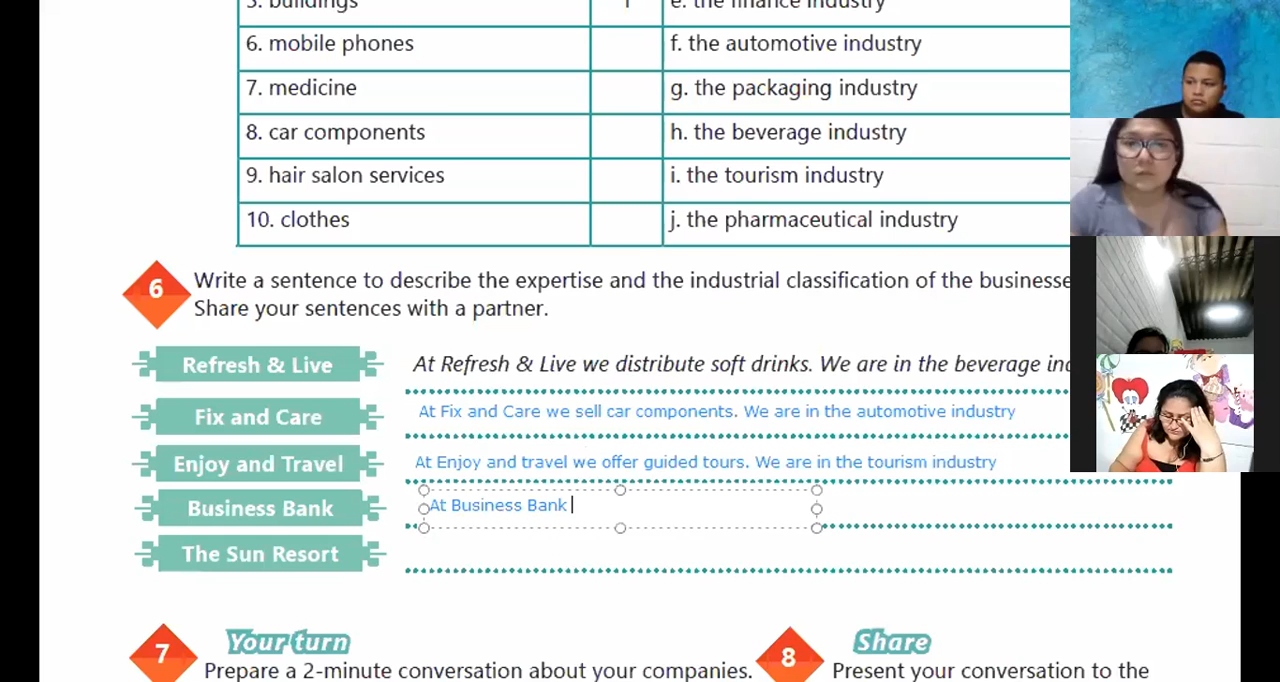 5. buildings
e. the finance industry
6. mobile phones
f. the automotive industry
7. medicine
g. the packaging industry
8. car components
h. the beverage industry
9. hair salon services
i. the tourism industry
10. clothes
j. the pharmaceutical industry
6 Write a sentence to describe the expertise and the industrial classification of the businesse
Share your sentences with a partner.
Refresh & Live At Refresh & Live we distribute soft drinks. We are in the beverage ind
Fix and Care At Fix and Care we sell car components. We are in the automotive industry
Enjoy and Travel At Enjoy and travel we offer guided tours. We are in the tourism industry
Business Bank At Business Bank
The Sun Resort
7 Your turn
Prepare a 2-minute conversation about your companies.
8 Share
Present your conversation to the